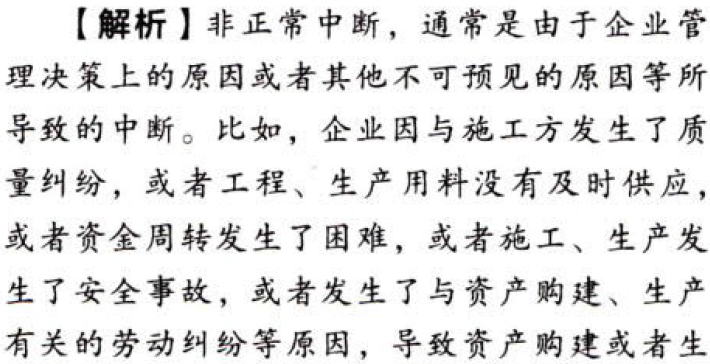 【解析】非正常中断，通常是由于企业管
理决策上的原因或者其他不可预见的原因等所
导致的中断。比如，企业因与施工方发生了质
量纠纷，或者工程、生产用料没有及时供应，
或者资金周转发生了困难，或者施工、生产发
生了安全事故，或者发生了与资产购建、生产
有关的劳动纠纷等原因，导致资产购建或者生